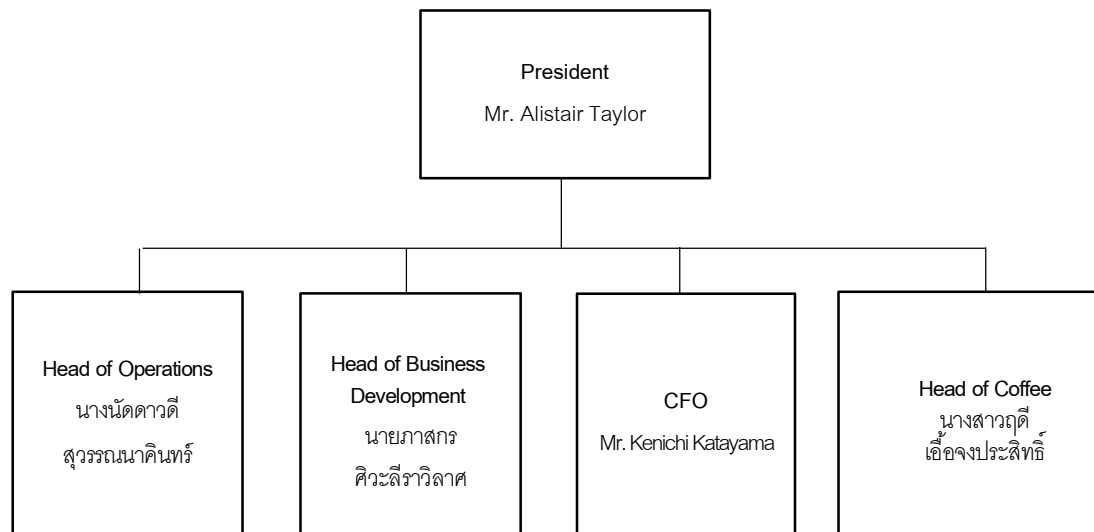 President
Mr. Alistair Taylor
Head of Operations
นางนัดดาวดี
สุวรรณนาคินทร์
Head of Business
Development
นายภาสกร
ศิวะลีราวิลาศ
CFO
Mr. Kenichi Katayama
Head of Coffee
นางสาวฤดี
เอื้อจงประสิทธิ์